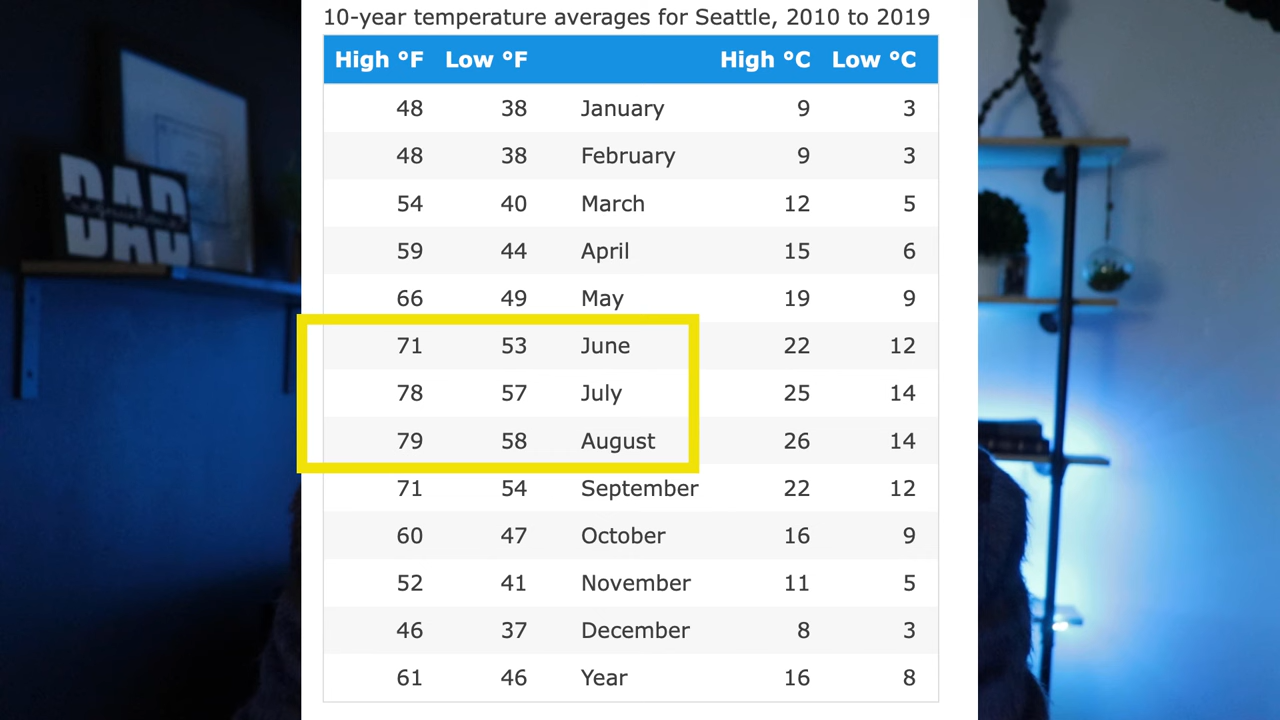 10-year temperature averages for Seattle, 2010 to 2019
High °F Low °F High °C Low °C
48 38 January 9 3
48 38 February 9 3
54 40 March 12 5
59 44 April 15 6
66 49 May 19 9
71 53 June 22 12
78 57 July 25 14
79 58 August 26 14
71 54 September 22 12
60 47 October 16 9
52 41 November 11 5
46 37 December 8 3
61 46 Year 16 8
DAD